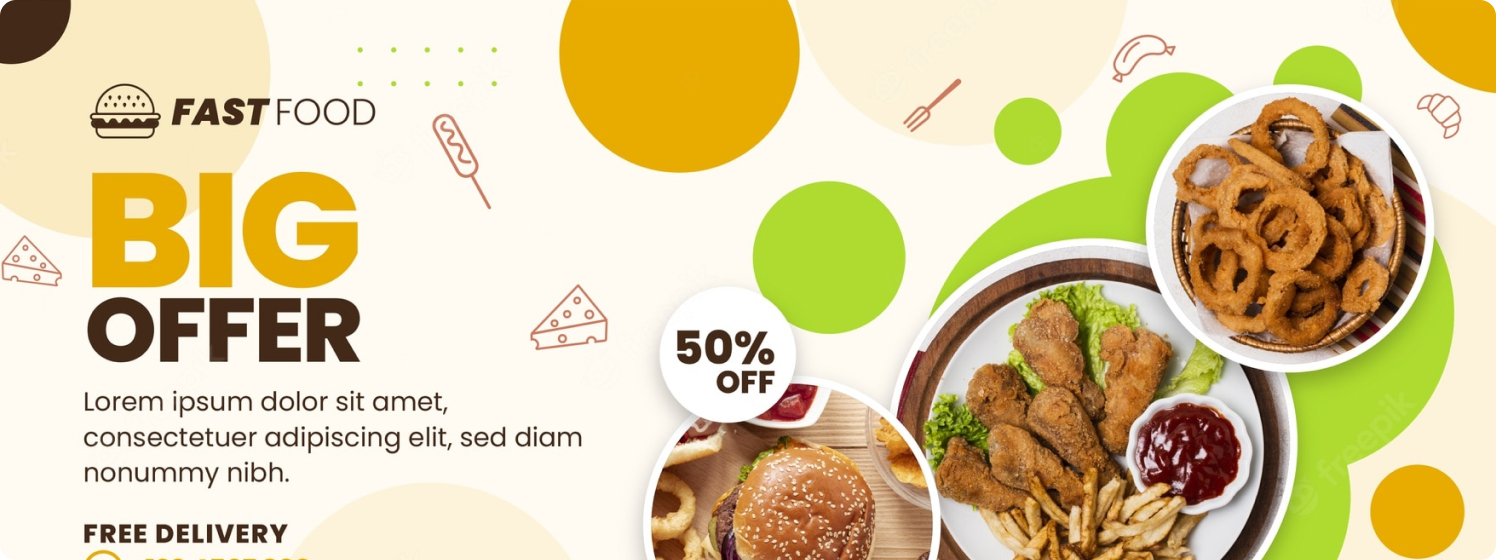 FAST FOOD
BIG
OFFER
Lorem ipsum dolor sit amet,
consectetuer adipiscing elit, sed diam
nonummy nibh.
FREE DELIVERY
50%
OFF
freepik